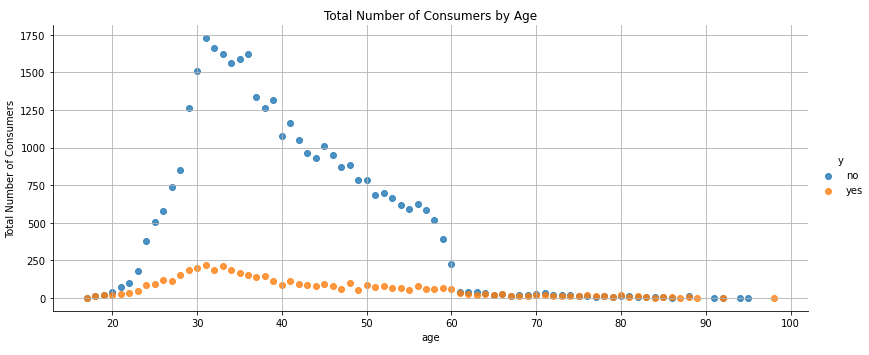 Total Number of Consumers by Age
Total Number of Consumers
1750
1500
1250
1000
750
500
250
0
20
30
40
50
60
70
80
90
100
age
y
no
yes